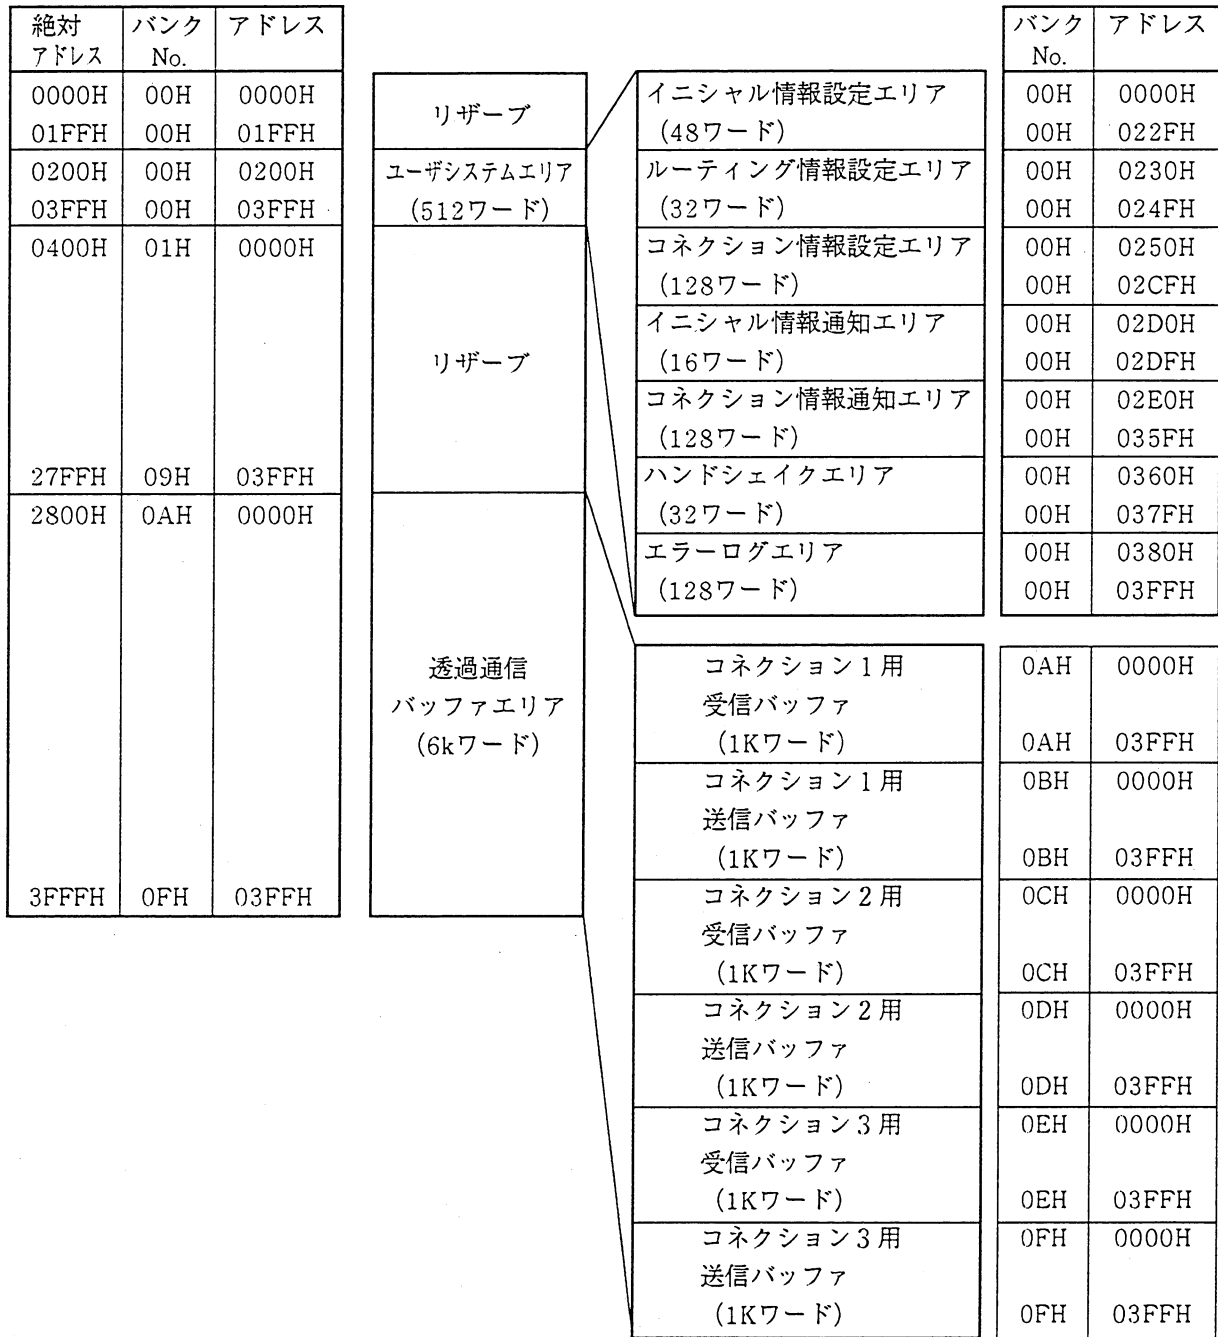 絶対 バンク アドレス
アドレス No.
0000H 00H 0000H
01FFH 00H 01FFH
0200H 00H 0200H
03FFH 00H 03FFH
0400H 01H 0000H
27FFH 09H 03FFH
2800H 0AH 0000H
3FFFH 0FH 03FFH
リザーブ
ユーザシステムエリア
(512ワード)
リザーブ
透過通信
バッファエリア
(6kワード)
バンク アドレス
No.
イニシャル情報設定エリア 00H 0000H
(48ワード) 00H 022FH
ルーティング情報設定エリア 00H 0230H
(32ワード) 00H 024FH
コネクション情報設定エリア 00H 0250H
(128ワード) 00H 02CFH
イニシャル情報通知エリア 00H 02D0H
(16ワード) 00H 02DFH
コネクション情報通知エリア 00H 02E0H
(128ワード) 00H 035FH
ハンドシェイクエリア 00H 0360H
(32ワード) 00H 037FH
エラーログエリア 00H 0380H
(128ワード) 00H 03FFH
コネクション1用 0AH 0000H
受信バッファ
(1Kワード) 0AH 03FFH
コネクション1用 0BH 0000H
送信バッファ
(1Kワード) 0BH 03FFH
コネクション2用 0CH 0000H
受信バッファ
(1Kワード) 0CH 03FFH
コネクション2用 0DH 0000H
送信バッファ
(1Kワード) 0DH 03FFH
コネクション3用 0EH 0000H
受信バッファ
(1Kワード) 0EH 03FFH
コネクション3用 0FH 0000H
送信バッファ
(1Kワード) 0FH 03FFH